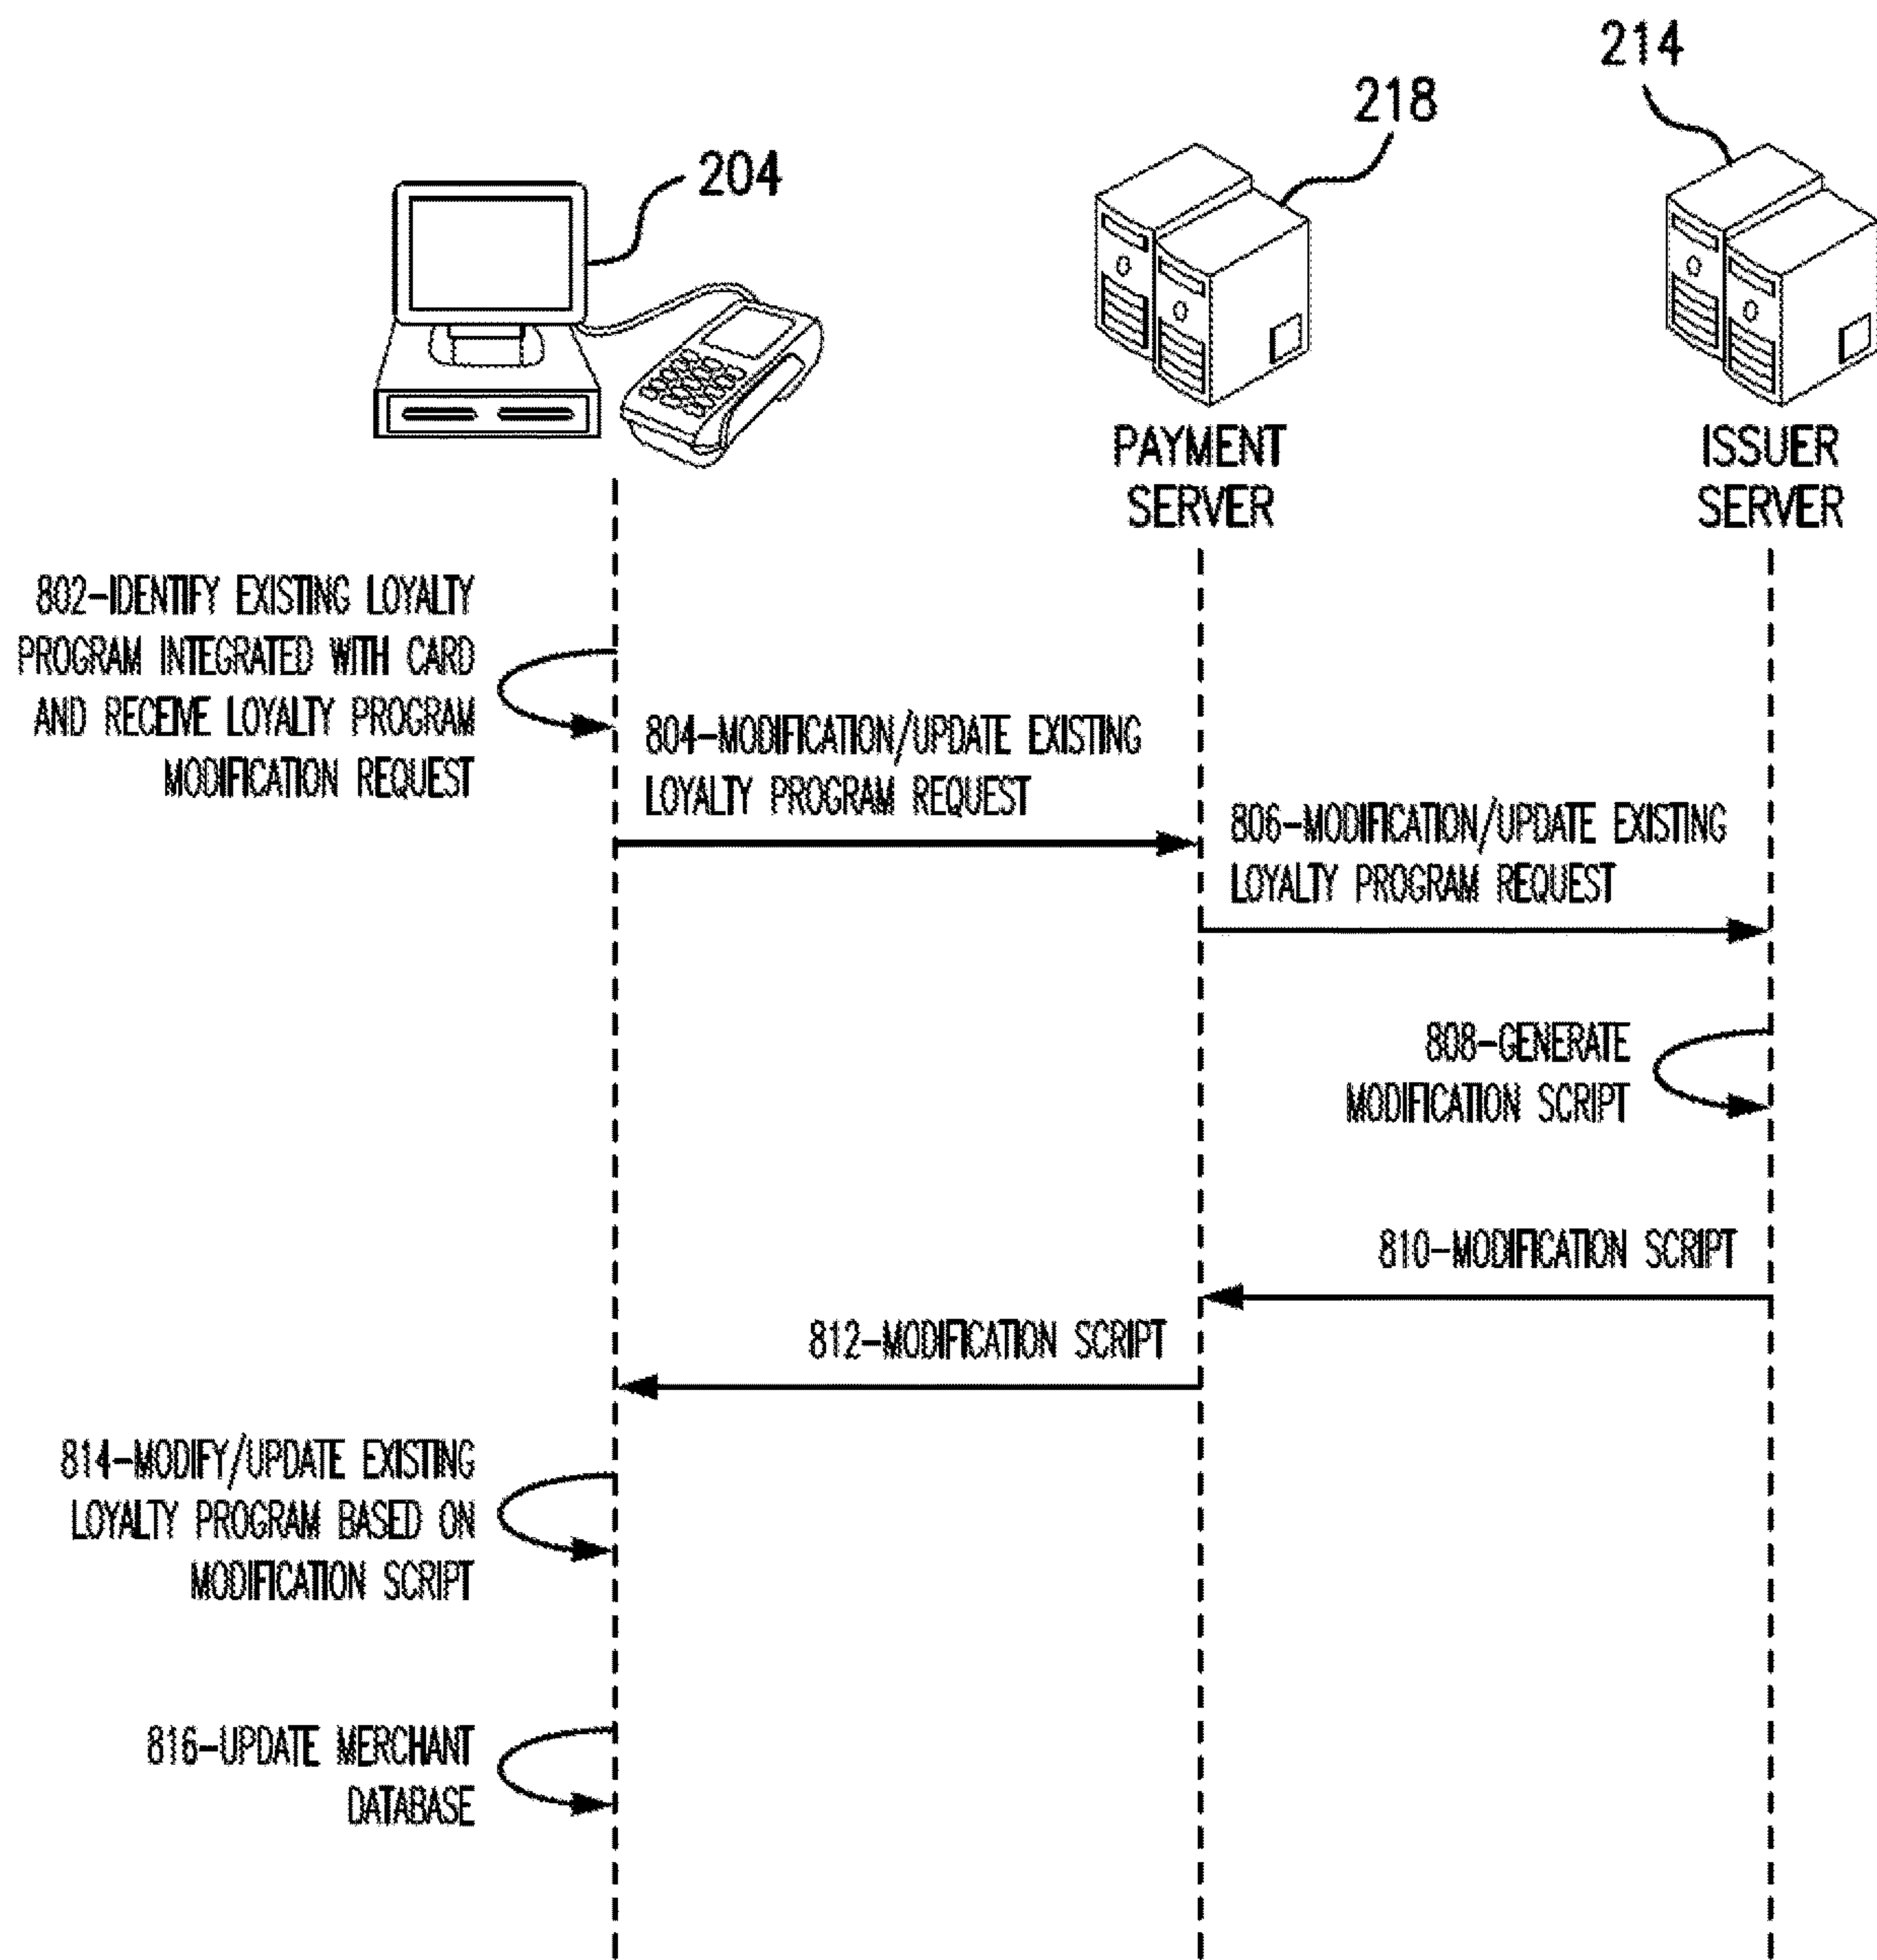 214
218
204
PAYMENT
SERVER
ISSUER
SERVER
802-IDENTIFY EXISTING LOYALTY
PROGRAM INTEGRATED WITH CARD
AND RECEIVE LOYALTY PROGRAM
MODIFICATION REQUEST
804-MODIFICATION/UPDATE EXISTING
LOYALTY PROGRAM REQUEST
806-MODIFICATION/UPDATE EXISTING
LOYALTY PROGRAM REQUEST
808-GENERATE
MODIFICATION SCRIPT
810-MODIFICATION SCRIPT
812-MODIFICATION SCRIPT
814-MODIFY/UPDATE EXISTING
LOYALTY PROGRAM BASED ON
MODIFICATION SCRIPT
816-UPDATE MERCHANT
DATABASE